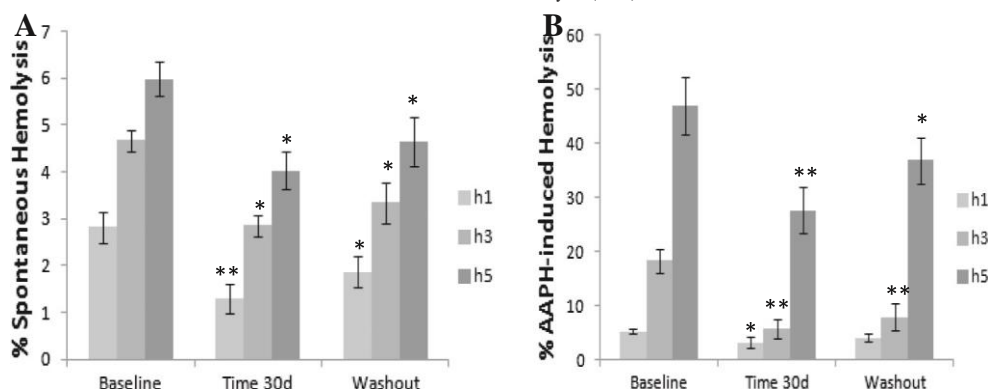 A
B
% Spontaneous Hemolysis
7
6
5
4
3
2
1
0
**
*
*
*
*
*
Baseline
Time 30d
Washout
h1
h3
h5
% AAPH-induced Hemolysis
60
50
40
30
20
10
0
*
**
**
**
*
Baseline
Time 30d
Washout
h1
h3
h5